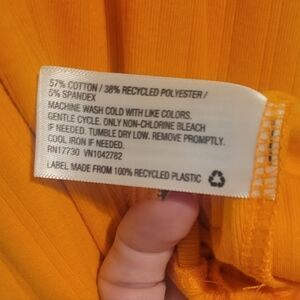 57% COTTON / 38% RECYCLED POLYESTER /
5% SPANDEX
MACHINE WASH COLD WITH LIKE COLORS.
GENTLE CYCLE. ONLY NON-CHLORINE BLEACH
IF NEEDED. TUMBLE DRY LOW. REMOVE PROMPTLY.
COOL IRON IF NEEDED.
RN17730 VN1042782
LABEL MADE FROM 100% RECYCLED PLASTIC